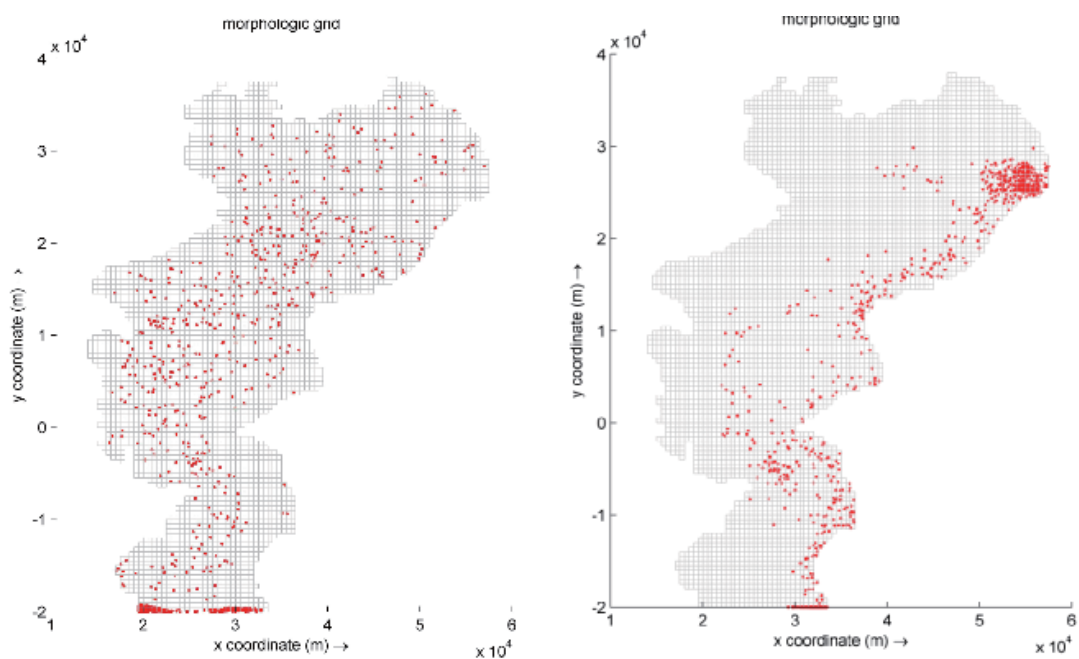 morphologic grid
x 10⁴
4
3
2
1
0
-1
-2
y coordinate (m) →
1 2 3 4 5 6
x coordinate (m) →
x 10⁴
morphologic grid
x 10⁴
4
3
2
1
0
-1
-2
y coordinate (m) →
1 2 3 4 5 6
x coordinate (m) →
x 10⁴